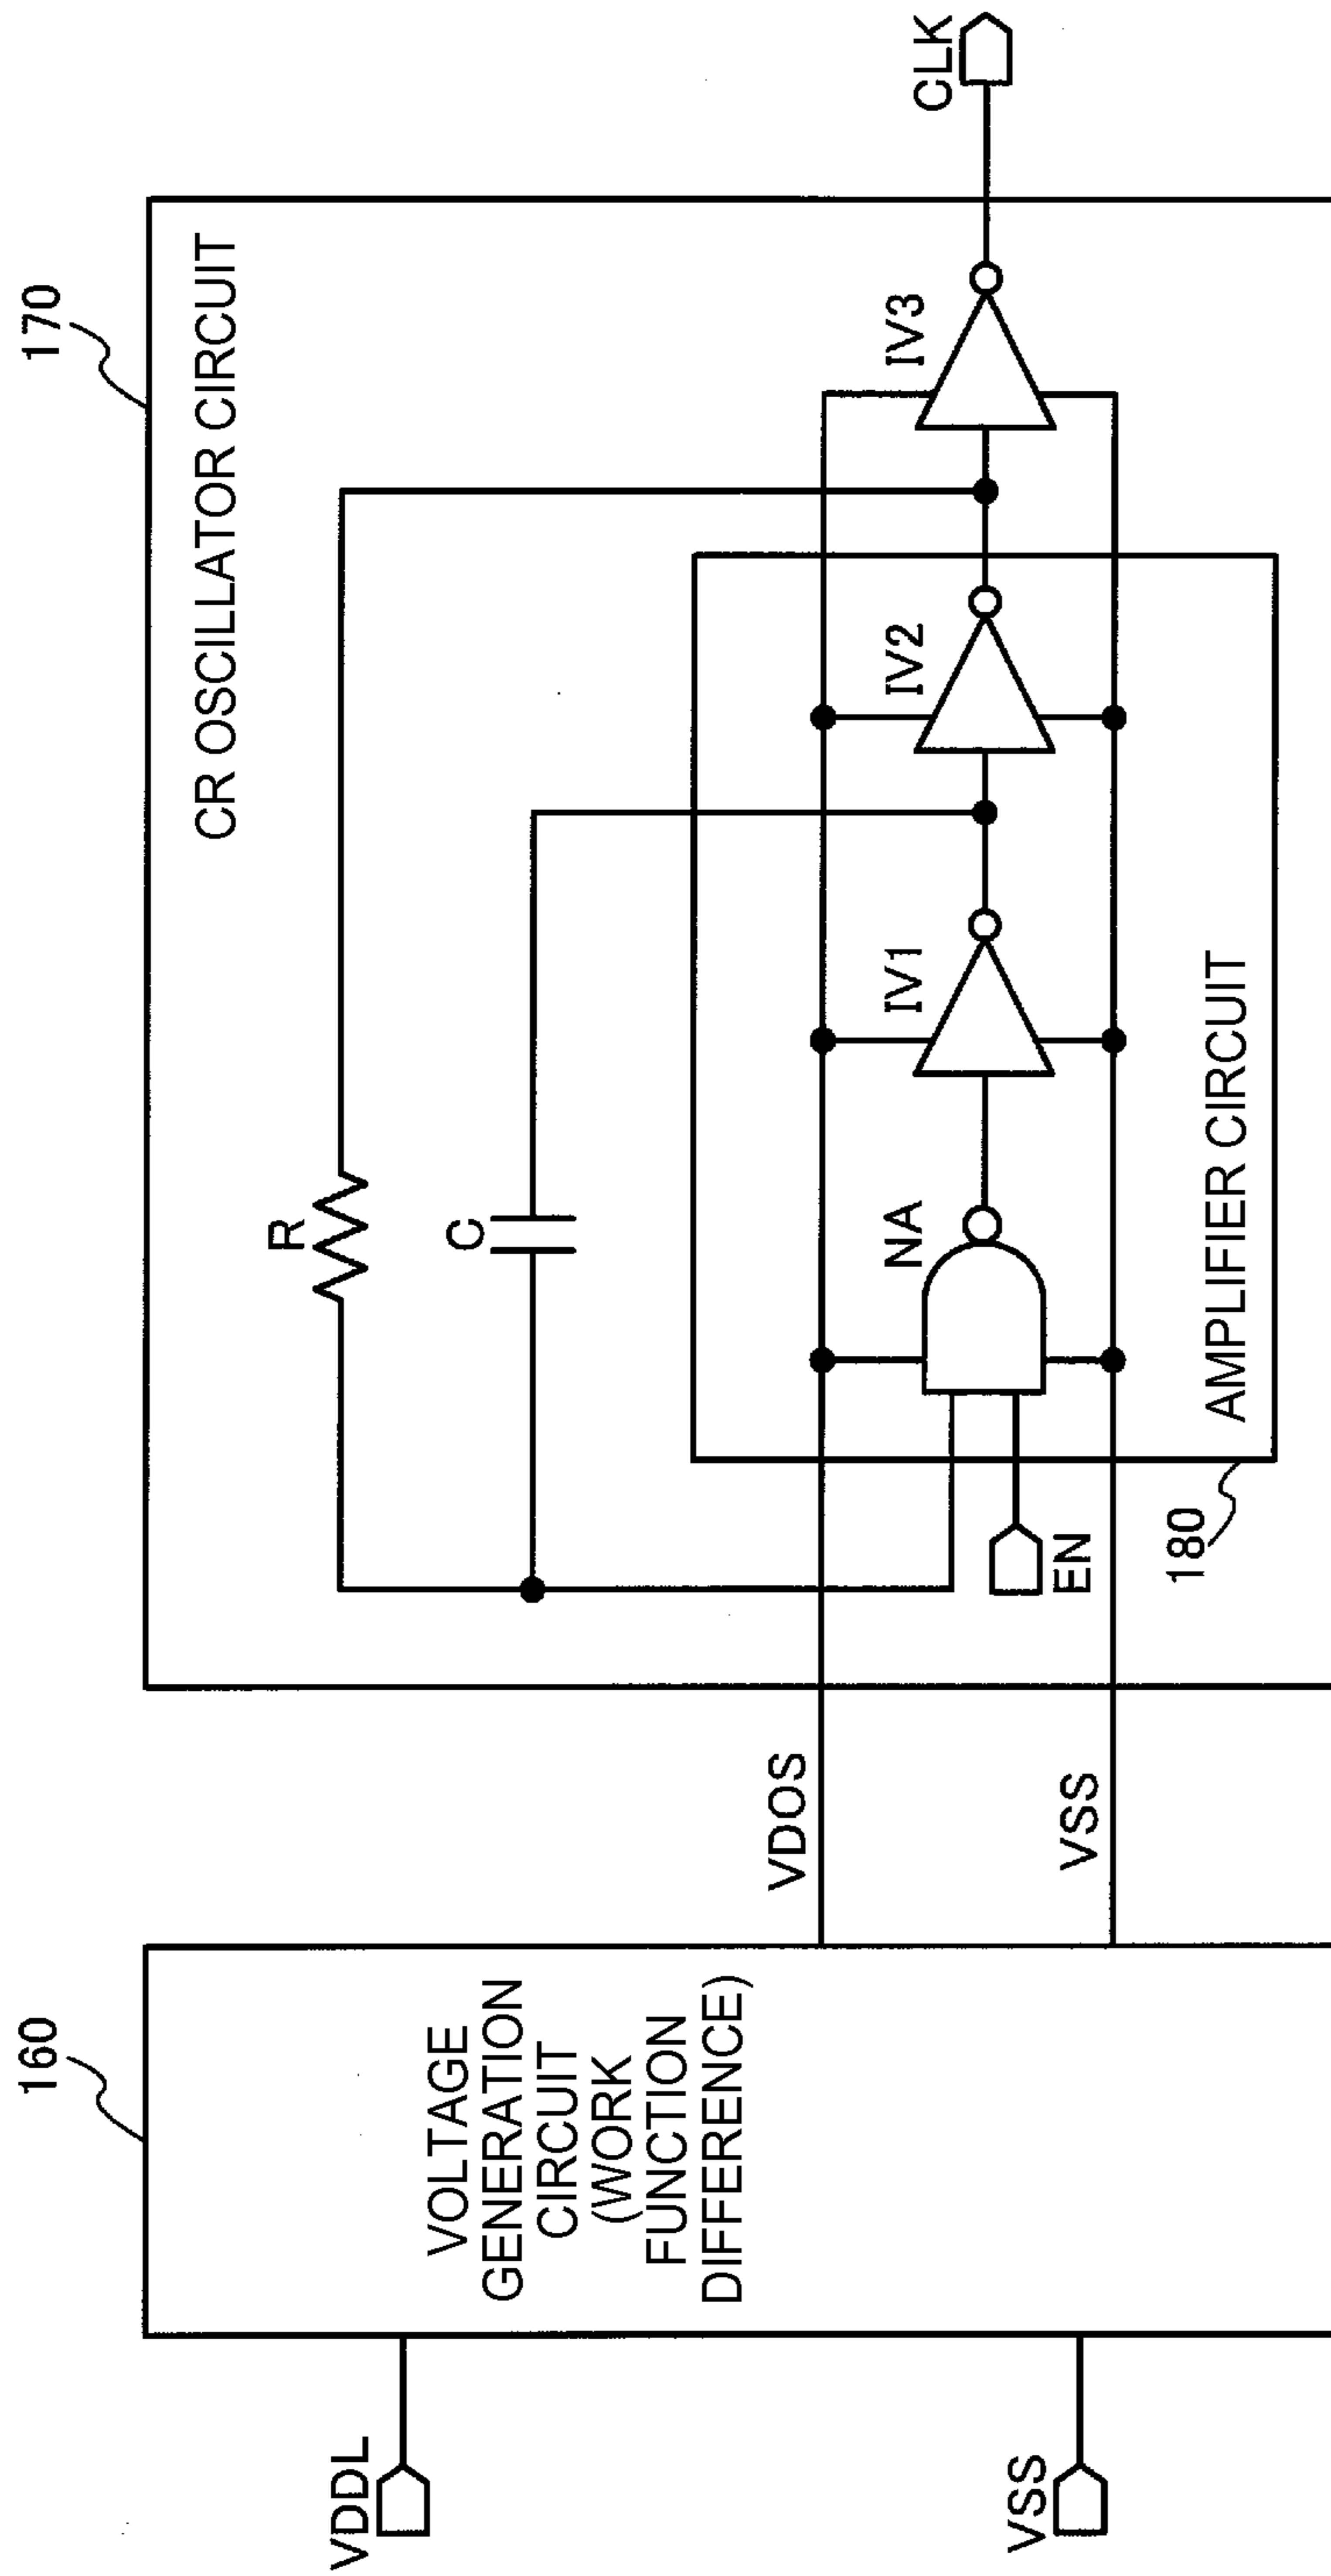 160
170
VDDL
VSS
VOLTAGE
GENERATION
CIRCUIT
(WORK
FUNCTION
DIFFERENCE)
VDOS
VSS
CR OSCILLATOR CIRCUIT
R
C
NA
IV1
IV2
IV3
CLK
EN
AMPLIFIER CIRCUIT
180